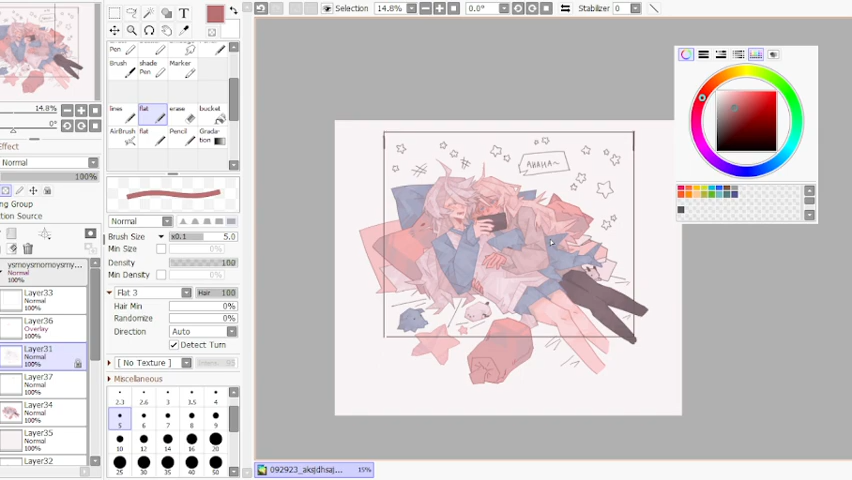 Selection
14.8%
0.0°
Stabilizer
0
14.8%
0°
Effect
Normal
100%
ng Group
ction Source
ysmoysmomoysmy...
Normal
100%
Layer33
Normal
100%
Layer36
Overlay
100%
Layer31
Normal
100%
Layer37
Normal
100%
Layer34
Normal
100%
Layer35
Normal
100%
Layer32
T
Pen
Brush
shade
Pen
Marker
lines
flat
erase
bucket
AirBrush
flat
Pencil
Grada-
tion
Normal
Brush Size
x0.1
5.0
Min Size
0%
Density
100
Min Density
0%
Flat 3
Hair
100
Hair Min
0%
Randomize
0%
Direction
Auto
Detect Turn
[ No Texture ]
Miscellaneous
2.3
2.6
3
3.5
4
5
6
7
8
9
10
12
14
16
20
25
30
35
40
50
AHAHA~
15%